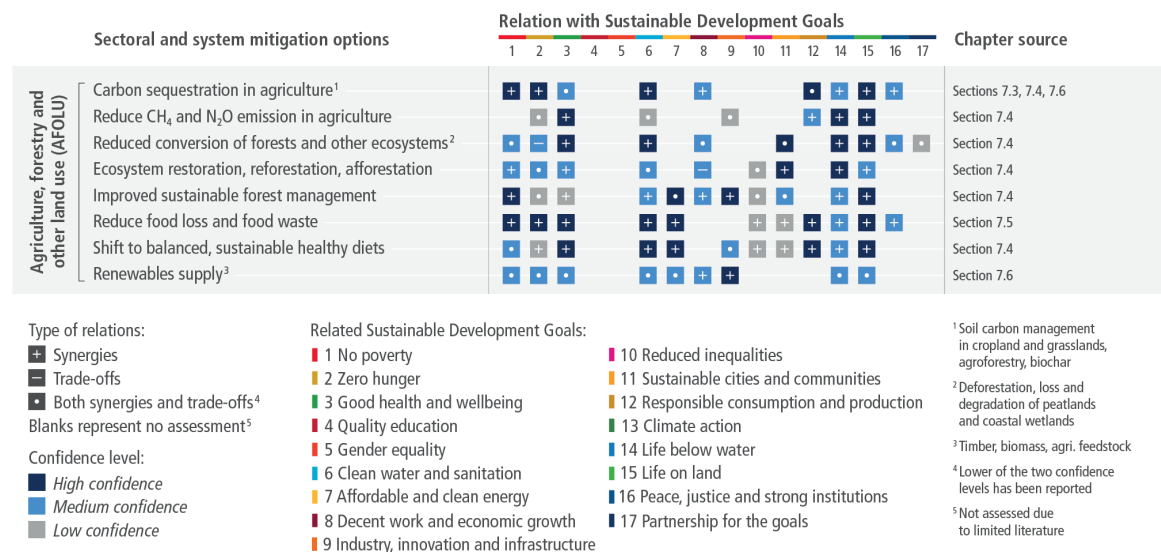 Relation with Sustainable Development Goals
Sectoral and system mitigation options
Chapter source
1 2 3 4 5 6 7 8 9 10 11 12 14 15 16 17
Agriculture, forestry and
other land use (AFOLU)
Carbon sequestration in agriculture¹ + + • + + • + + + Sections 7.3, 7.4, 7.6
Reduce CH₄ and N₂O emission in agriculture • + • • + + + Section 7.4
Reduced conversion of forests and other ecosystems² • – + + • • + + • • Section 7.4
Ecosystem restoration, reforestation, afforestation + • + • – • + + + Section 7.4
Improved sustainable forest management + • + + • + + • • + + Section 7.4
Reduce food loss and food waste + + + + + + + + + + + Section 7.5
Shift to balanced, sustainable healthy diets • + + + + • + + + + + Section 7.4
Renewables supply³ • • • • • + + • • Section 7.6
Type of relations:
+ Synergies
– Trade-offs
• Both synergies and trade-offs⁴
Blanks represent no assessment⁵
Confidence level:
High confidence
Medium confidence
Low confidence
Related Sustainable Development Goals:
1 No poverty
2 Zero hunger
3 Good health and wellbeing
4 Quality education
5 Gender equality
6 Clean water and sanitation
7 Affordable and clean energy
8 Decent work and economic growth
9 Industry, innovation and infrastructure
10 Reduced inequalities
11 Sustainable cities and communities
12 Responsible consumption and production
13 Climate action
14 Life below water
15 Life on land
16 Peace, justice and strong institutions
17 Partnership for the goals
¹ Soil carbon management
in cropland and grasslands,
agroforestry, biochar
² Deforestation, loss and
degradation of peatlands
and coastal wetlands
³ Timber, biomass, agri. feedstock
⁴ Lower of the two confidence
levels has been reported
⁵ Not assessed due
to limited literature